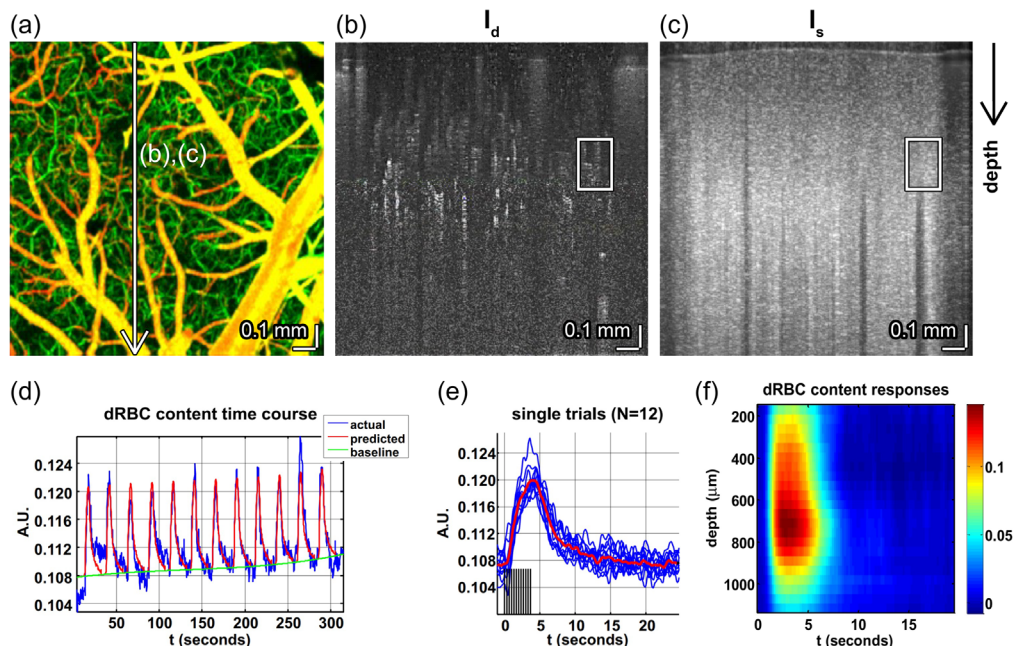 (a)
(b),(c)
0.1 mm
(b)
I_d
0.1 mm
(c)
I_s
0.1 mm
depth
(d)
dRBC content time course
actual
predicted
baseline
A.U.
0.124
0.120
0.116
0.112
0.108
0.104
50 100 150 200 250 300
t (seconds)
(e)
single trials (N=12)
A.U.
0.124
0.120
0.116
0.112
0.108
0.104
0 5 10 15 20
t (seconds)
(f)
dRBC content responses
depth (μm)
200
400
600
800
1000
0 5 10 15
t (seconds)
0.1
0.05
0